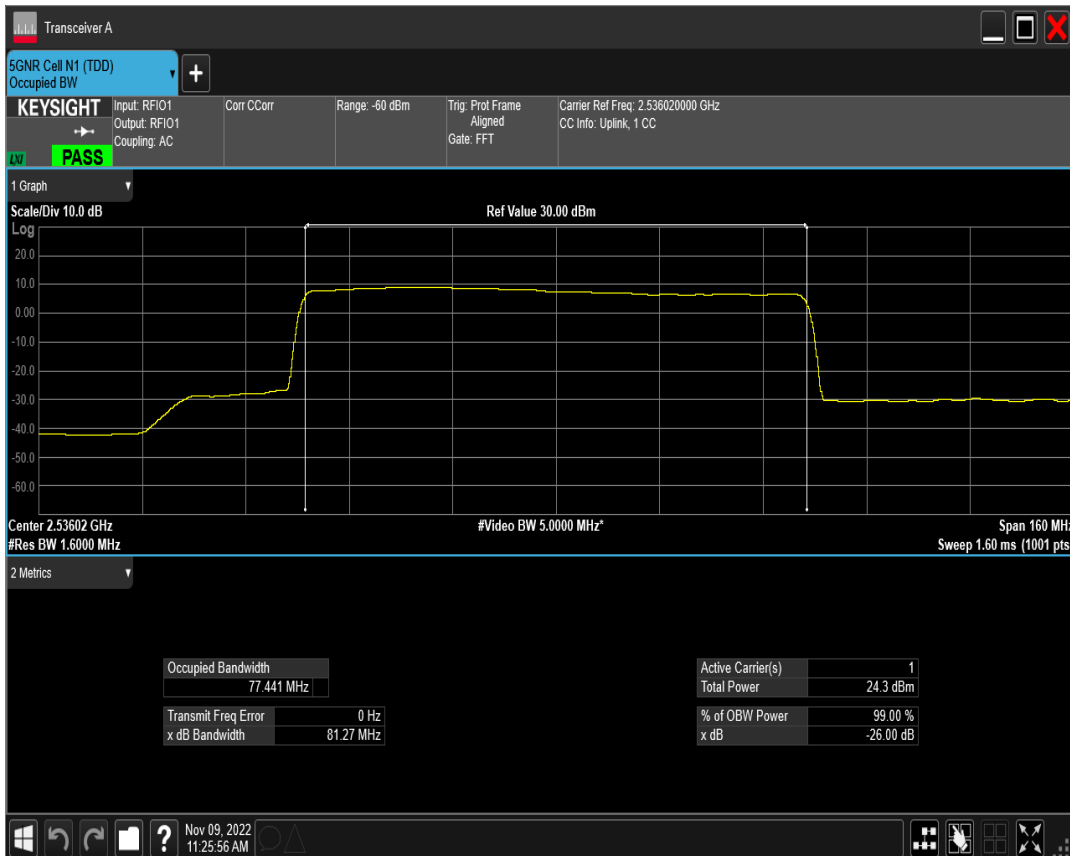 Transceiver A
5GNR Cell N1 (TDD)
Occupied BW
+
KEYSIGHT
LXI
PASS
Input: RFIO1
Output: RFIO1
Coupling: AC
Corr CCorr
Range: -60 dBm
Trig: Prot Frame
Aligned
Gate: FFT
Carrier Ref Freq: 2.536020000 GHz
CC Info: Uplink, 1 CC
1 Graph
Scale/Div 10.0 dB
Ref Value 30.00 dBm
Log
20.0
10.0
0.00
-10.0
-20.0
-30.0
-40.0
-50.0
-60.0
Center 2.53602 GHz
#Video BW 5.0000 MHz*
Span 160 MHz
#Res BW 1.6000 MHz
Sweep 1.60 ms (1001 pts
2 Metrics
Occupied Bandwidth
77.441 MHz
Transmit Freq Error 0 Hz
x dB Bandwidth 81.27 MHz
Active Carrier(s) 1
Total Power 24.3 dBm
% of OBW Power 99.00 %
x dB -26.00 dB
?
Nov 09, 2022
11:25:56 AM